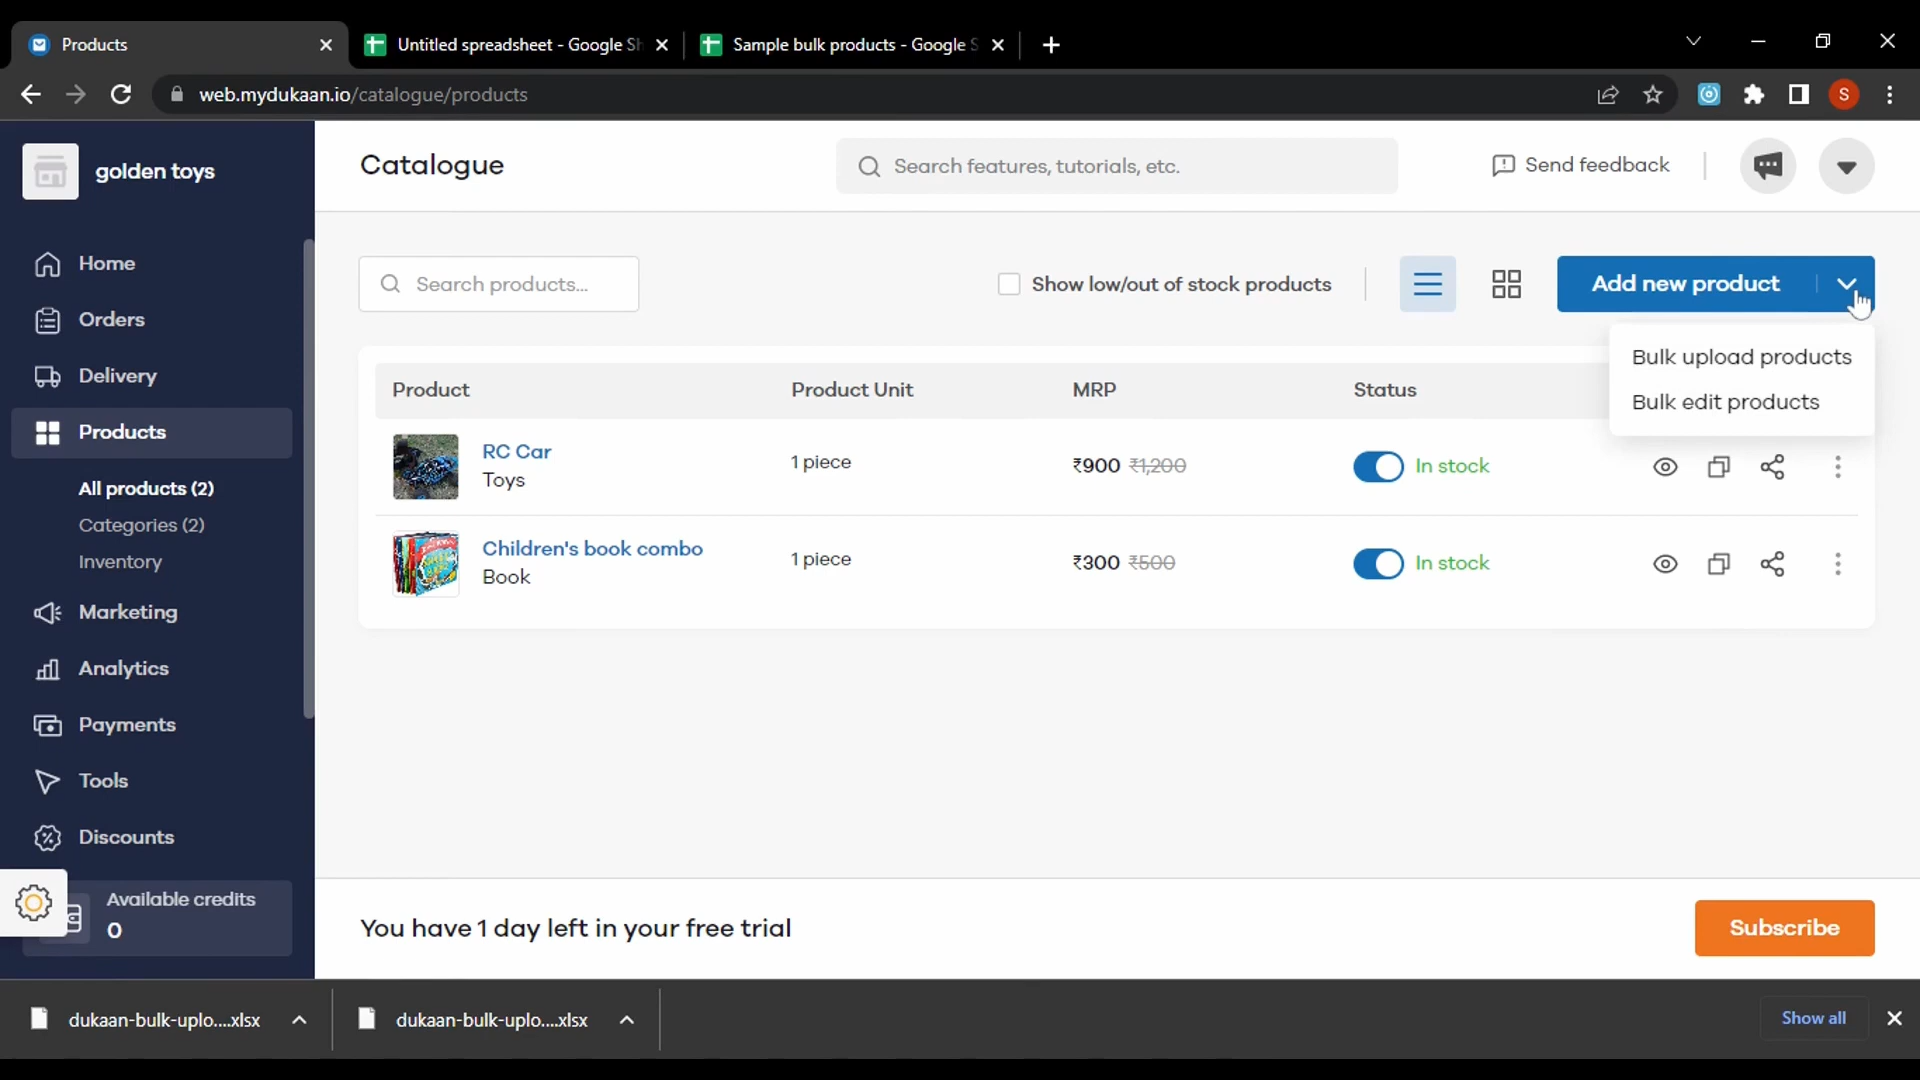 Products
Untitled spreadsheet - Google Sh
Sample bulk products - Google S
web.mydukaan.io/catalogue/products
S
golden toys
Catalogue
Search features, tutorials, etc.
Send feedback
Home
Orders
Delivery
Products
All products (2)
Categories (2)
Inventory
Marketing
Analytics
Payments
Tools
Discounts
Available credits
0
Search products...
Show low/out of stock products
Add new product
Bulk upload products
Bulk edit products
Product Product Unit MRP Status
RC Car
Toys
1 piece ₹900 ₹1,200 In stock
Children's book combo
Book
1 piece ₹300 ₹500 In stock
You have 1 day left in your free trial
Subscribe
dukaan-bulk-uplo....xlsx dukaan-bulk-uplo....xlsx Show all